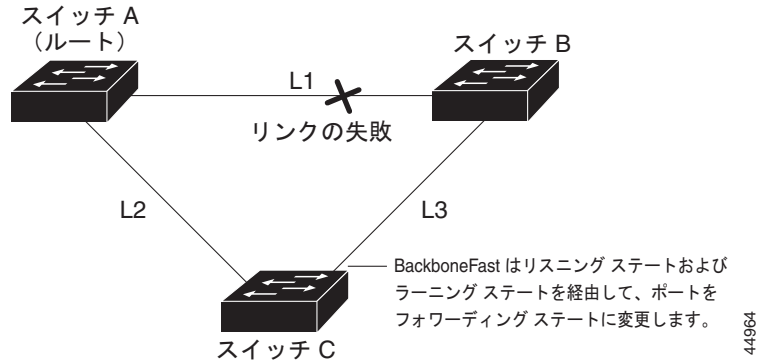 スイッチ A
（ルート）
スイッチ B
L1
リンクの失敗
L2
L3
BackboneFast はリスニング ステートおよび
ラーニング ステートを経由して、ポートを
フォワーディング ステートに変更します。
スイッチ C
44964